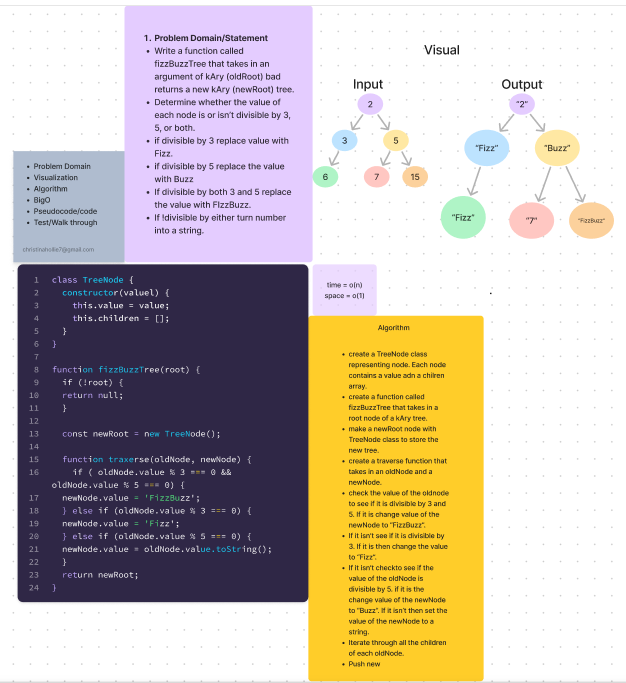 1. Problem Domain/Statement
Write a function called
fizzBuzzTree that takes in an
argument of kAry (oldRoot) bad
returns a new kAry (newRoot) tree.
Determine whether the value of
each node is or isn't divisible by 3,
5, or both.
if divisible by 3 replace value with
Fizz.
if divisible by 5 replace the value
with Buzz
If divisible by both 3 and 5 replace
the value with FIzzBuzz.
If !divisible by either turn number
into a string.
Problem Domain
Visualization
Algorithm
BigO
Pseudocode/code
Test/Walk through
christinahollie7@gmail.com
Visual
Input
2
3
5
6
7
15
Output
"2"
"Fizz"
"Buzz"
"Fizz"
"7"
"FizzBuzz"
1 class TreeNode {
2 constructor(valuel) {
3 this.value = value;
4 this.children = [];
5 }
6 }
7
8 function fizzBuzzTree(root) {
9 if (!root) {
10 return null;
11 }
12
13 const newRoot = new TreeNode();
14
15 function traxerse(oldNode, newNode) {
16 if ( oldNode.value % 3 === 0 &&
oldNode.value % 5 === 0) {
17 newNode.value = 'FizzBuzz';
18 } else if (oldNode.value % 3 === 0) {
19 newNode.value = 'Fizz';
20 } else if (oldNode.value % 5 === 0) {
21 newNode.value = oldNode.value.toString();
22 }
23 return newRoot;
24 }
time = o(n)
space = o(1)
Algorithm
create a TreeNode class
representing node. Each node
contains a value adn a chilren
array.
create a function called
fizzBuzzTree that takes in a
root node of a kAry tree.
make a newRoot node with
TreeNode class to store the
new tree.
create a traverse function that
takes in an oldNode and a
newNode.
check the value of the oldnode
to see if it is divisible by 3 and
5. If it is change value of the
newNode to "FizzBuzz".
If it isn't see if it is divisible by
3. If it is then change the value
to "Fizz".
If it isn't checkto see if the
value of the oldNode is
divisible by 5. if it is the
change value of the newNode
to "Buzz". If it isn't then set the
value of the newNode to a
string.
Iterate through all the children
of each oldNode.
Push new